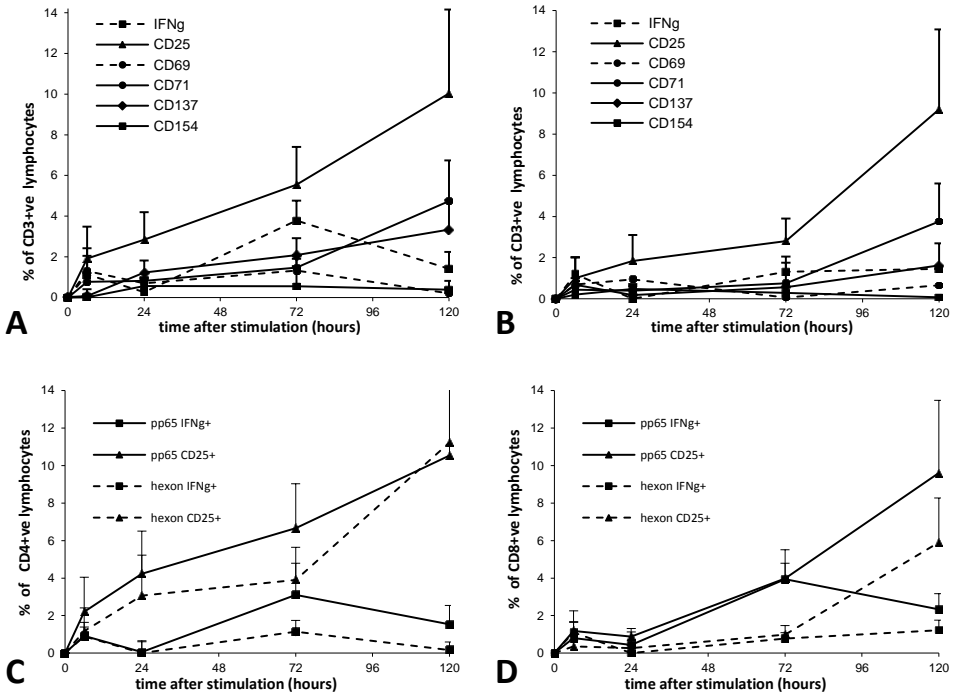 14
12
10
8
6
4
2
0
% of CD3+ve lymphocytes
IFNg
CD25
CD69
CD71
CD137
CD154
0 24 48 72 96 120
time after stimulation (hours)
A
14
12
10
8
6
4
2
0
% of CD3+ve lymphocytes
IFNg
CD25
CD69
CD71
CD137
CD154
0 24 48 72 96 120
time after stimulation (hours)
B
14
12
10
8
6
4
2
0
% of CD4+ve lymphocytes
pp65 IFNg+
pp65 CD25+
hexon IFNg+
hexon CD25+
0 24 48 72 96 120
time after stimulation (hours)
C
14
12
10
8
6
4
2
0
% of CD8+ve lymphocytes
pp65 IFNg+
pp65 CD25+
hexon IFNg+
hexon CD25+
0 24 48 72 96 120
time after stimulation (hours)
D